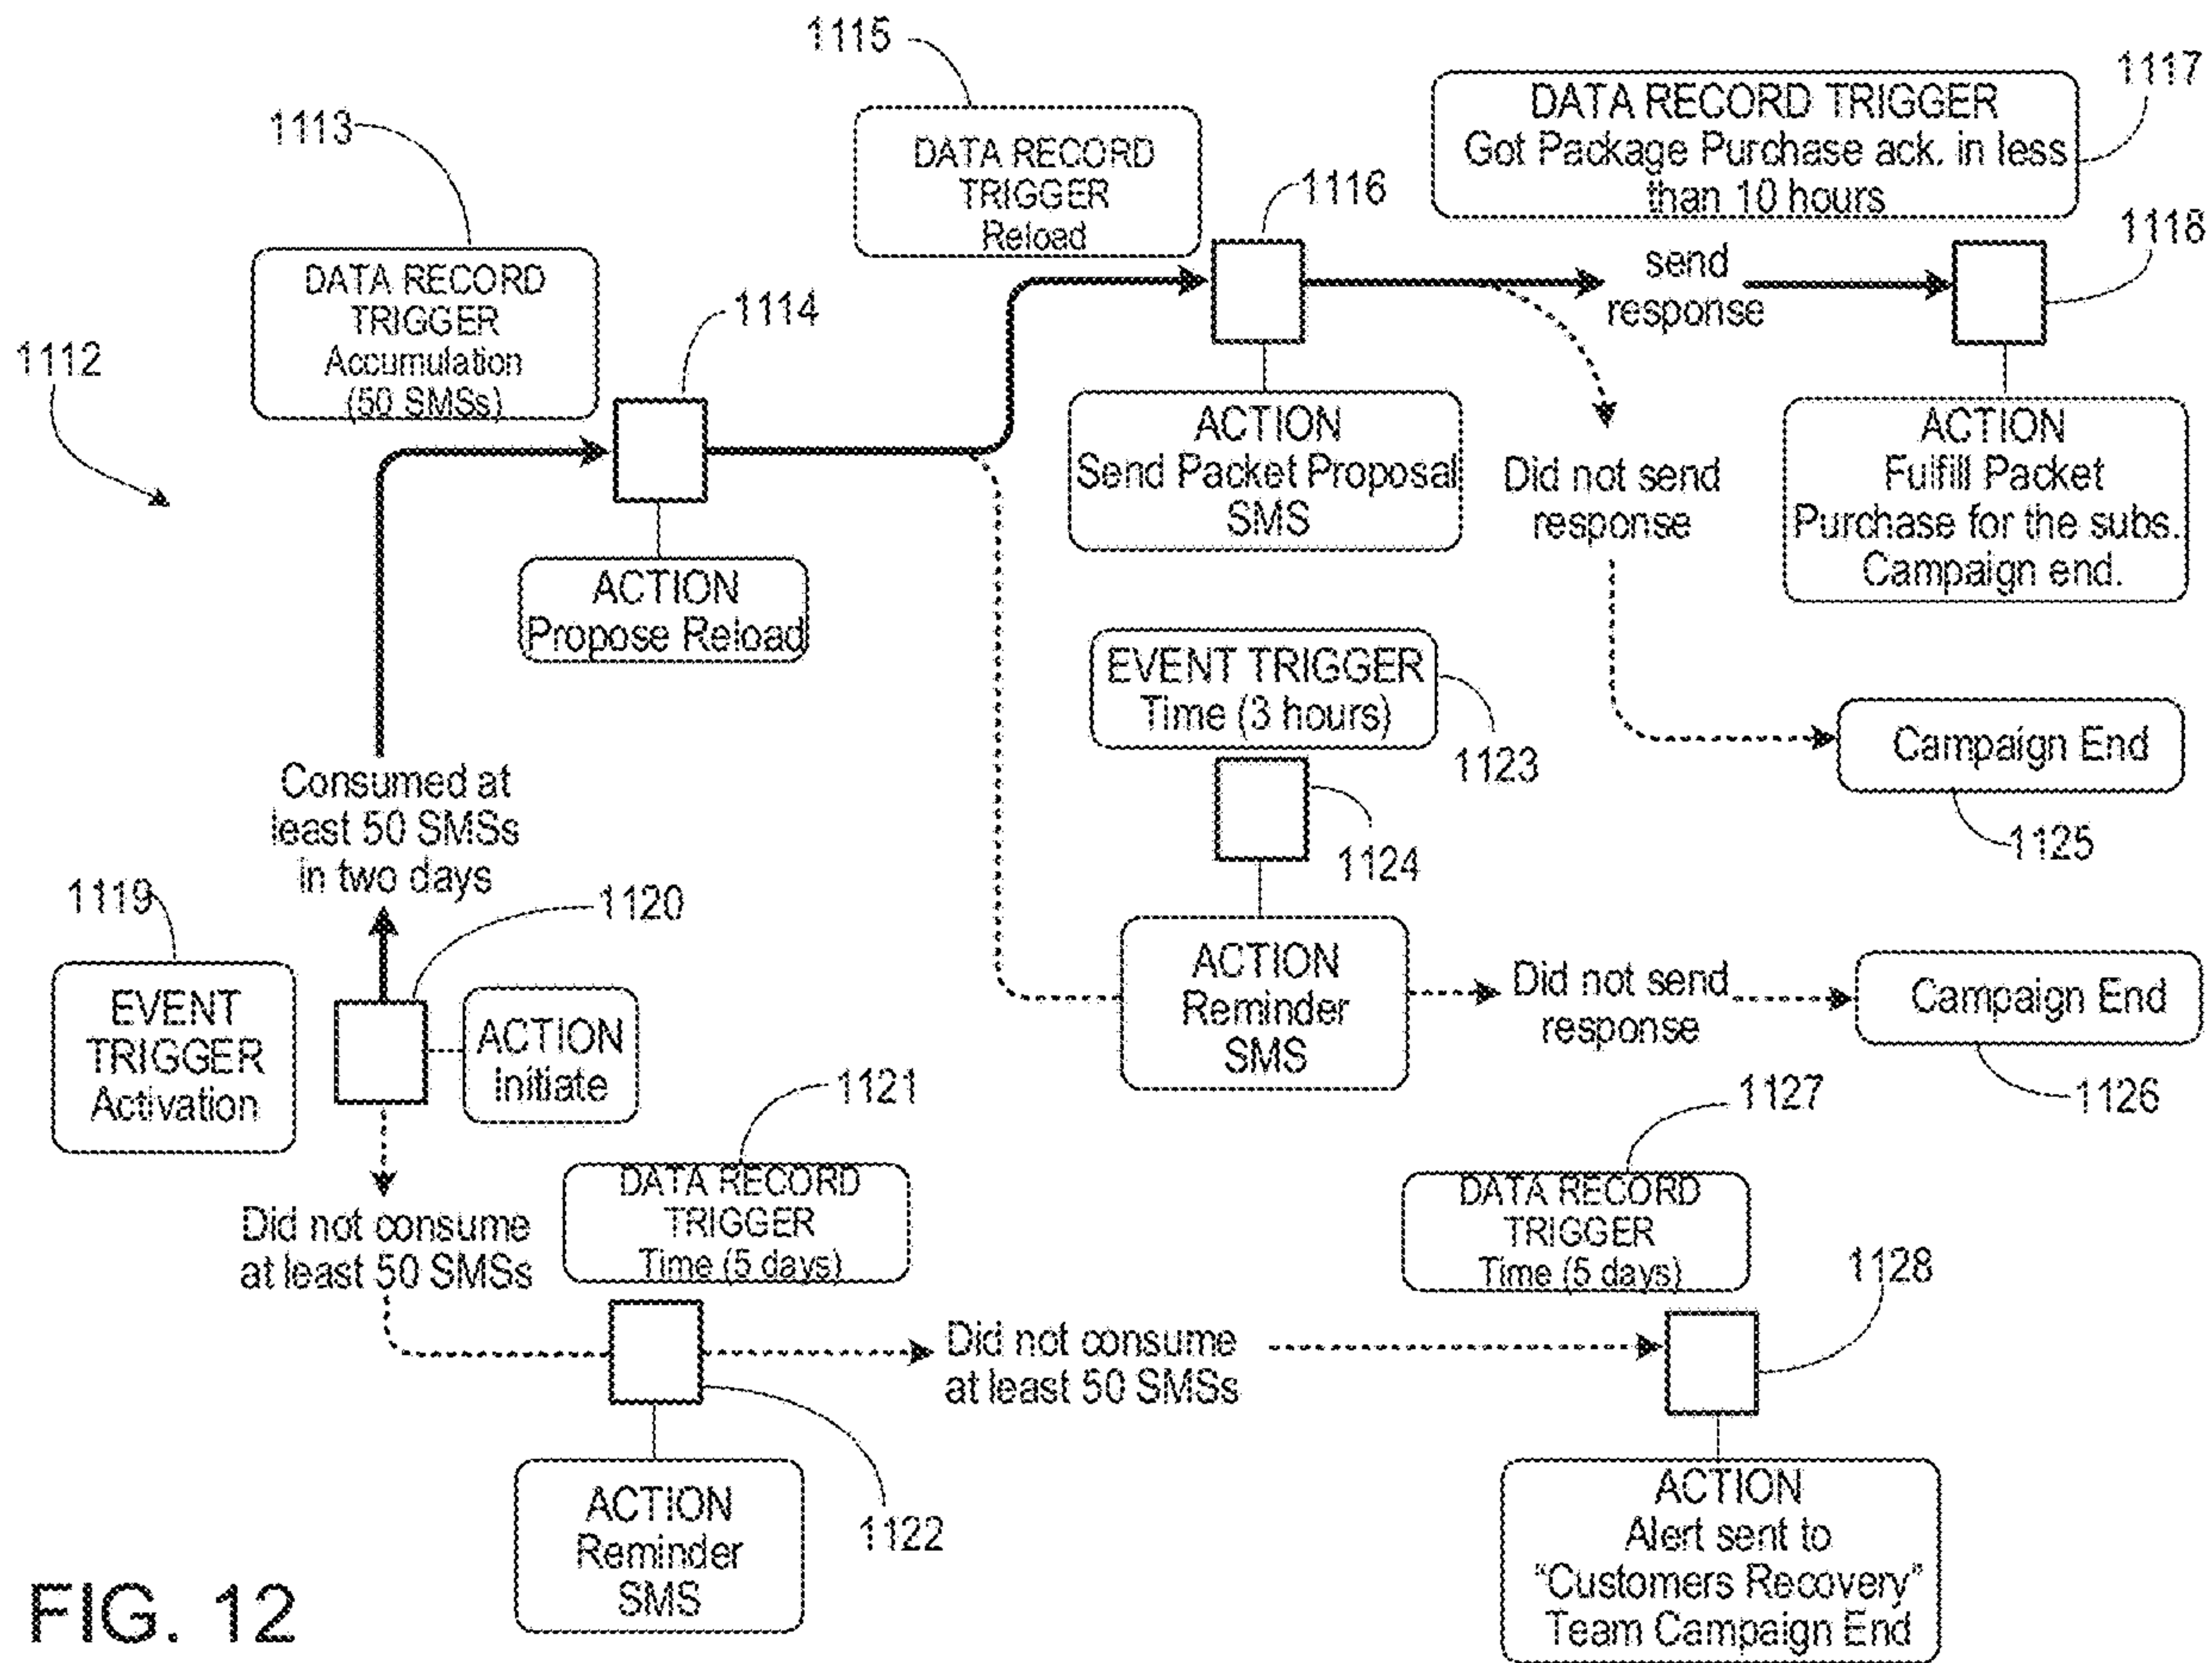 1115
1117
1113
DATA RECORD TRIGGER
Got Package Purchase ack. in less
than 10 hours
DATA RECORD
TRIGGER
Reload
1116
1118
DATA RECORD
TRIGGER
Accumulation
(50 SMSs)
1114
send
response
1112
ACTION
Send Packet Proposal
SMS
Did not send
response
ACTION
Fulfill Packet
Purchase for the subs.
Campaign end.
ACTION
Propose Reload
EVENT TRIGGER
Time (3 hours)
1123
Campaign End
1125
Consumed at
least 50 SMSs
in two days
1124
1119
1120
EVENT
TRIGGER
Activation
ACTION
Initiate
ACTION
Reminder
SMS
Did not send
response
Campaign End
1126
1121
1127
Did not consume
at least 50 SMSs
DATA RECORD
TRIGGER
Time (5 days)
DATA RECORD
TRIGGER
Time (5 days)
1128
Did not consume
at least 50 SMSs
1122
ACTION
Reminder
SMS
ACTION
Alert sent to
"Customers Recovery"
Team Campaign End
FIG. 12